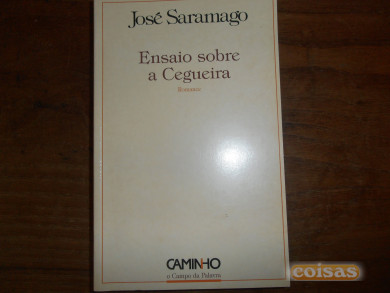 José Saramago
Ensaio sobre
a Cegueira
Romance
CAMINHO
o Campo da Palavra
coisas